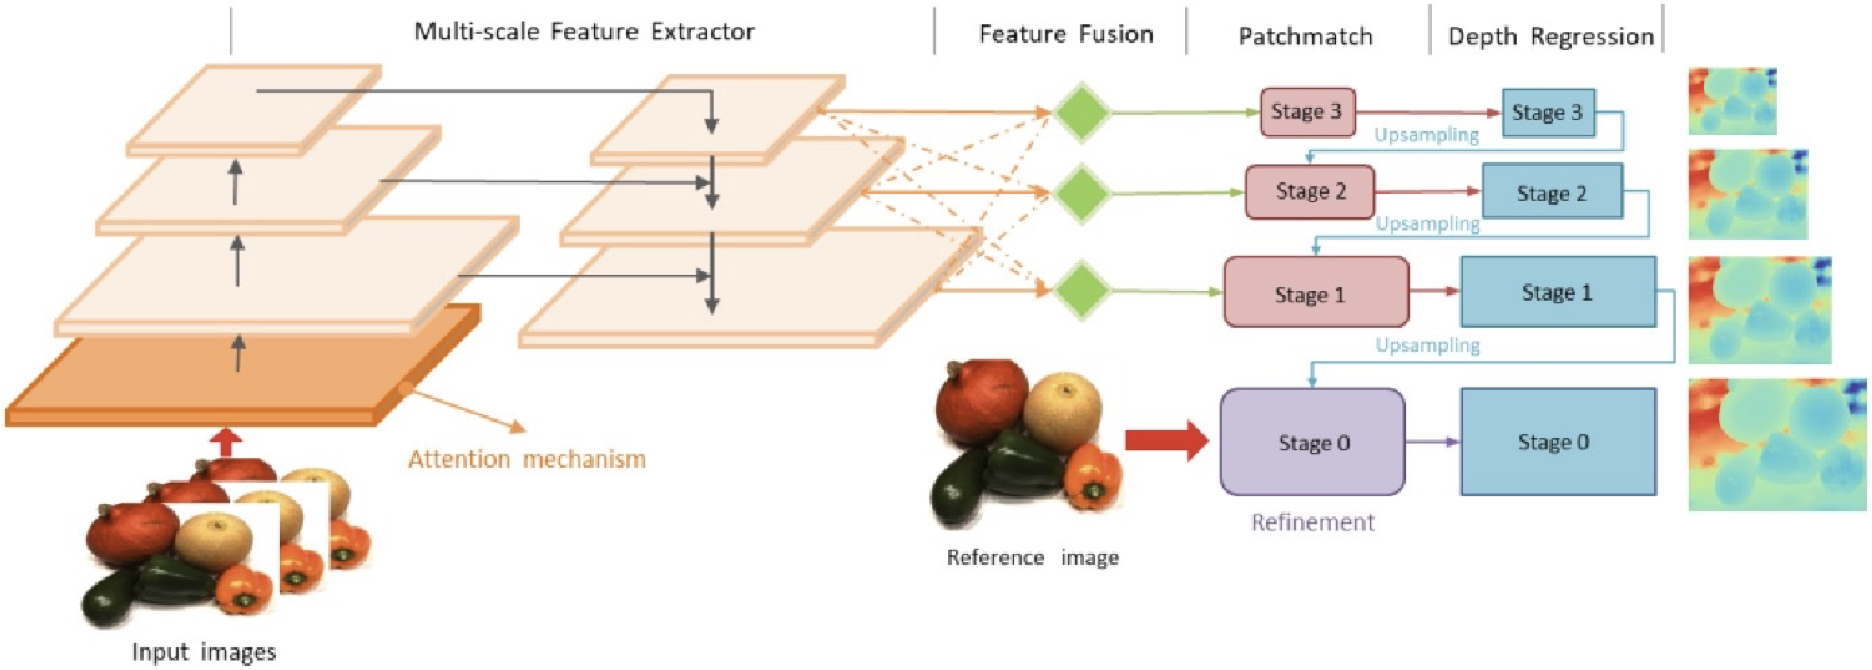 Multi-scale Feature Extractor
Feature Fusion
Patchmatch
Depth Regression
Stage 3
Stage 3
Upsampling
Stage 2
Stage 2
Upsampling
Stage 1
Stage 1
Upsampling
Stage 0
Stage 0
Attention mechanism
Refinement
Reference image
Input images